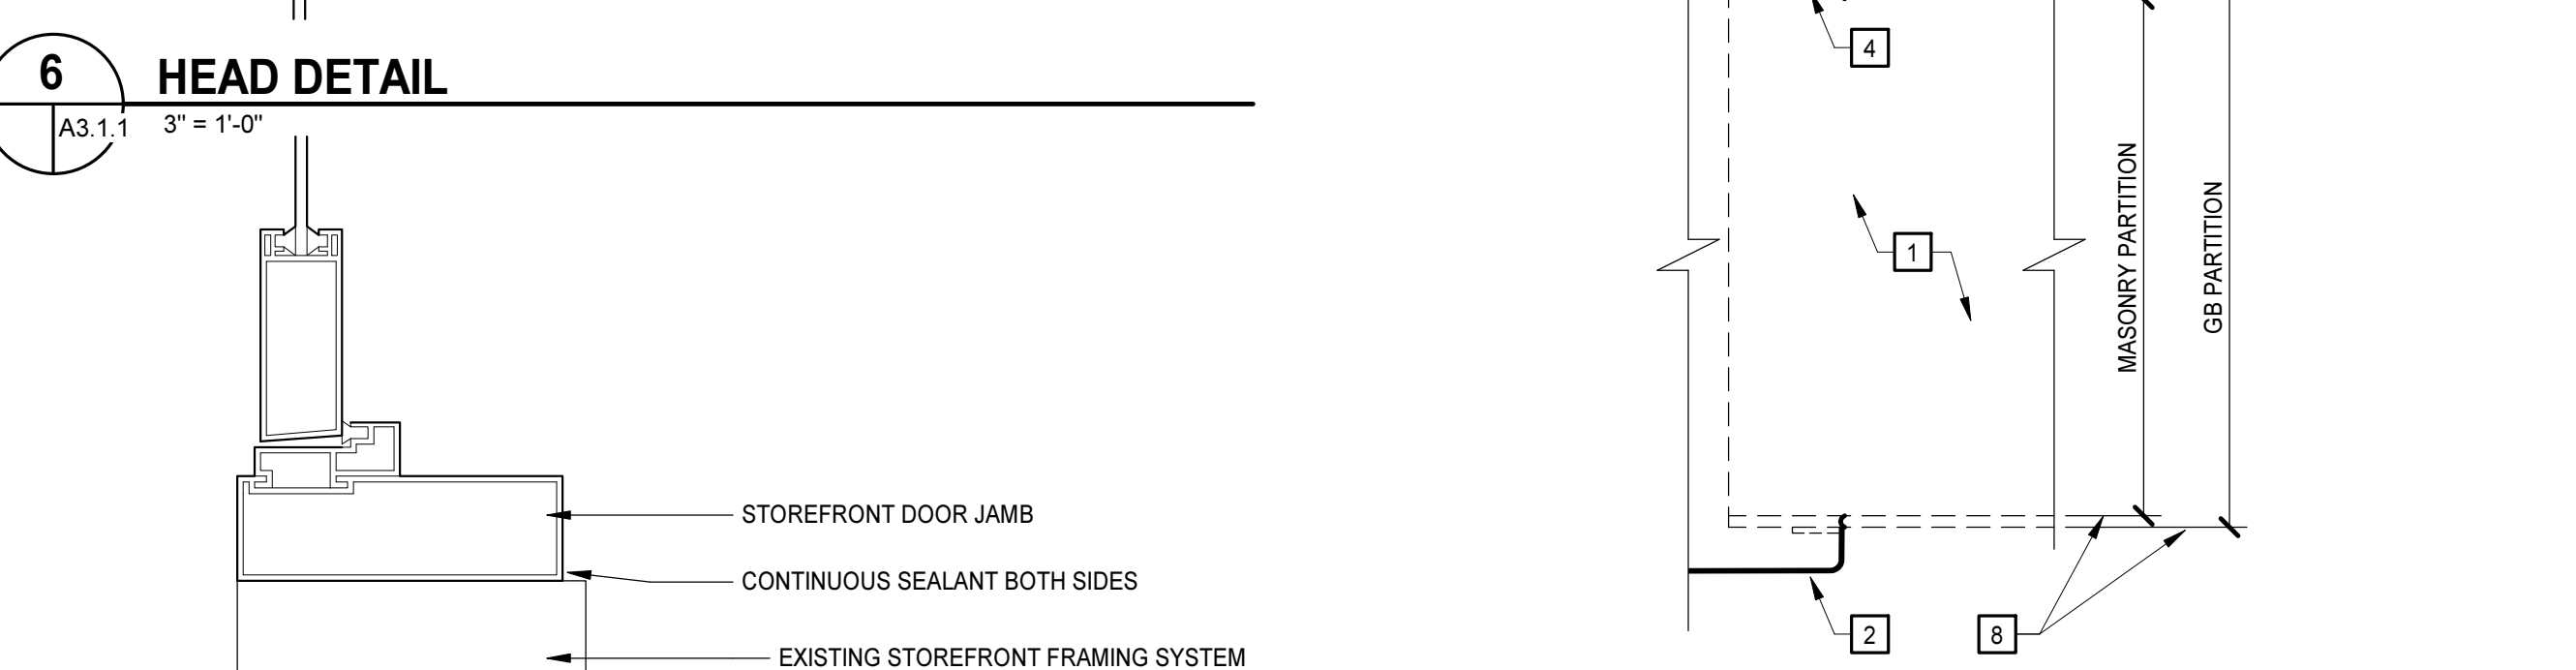 6
HEAD DETAIL
A3.1.1
3" = 1'-0"
STOREFRONT DOOR JAMB
CONTINUOUS SEALANT BOTH SIDES
EXISTING STOREFRONT FRAMING SYSTEM
4
1
MASONRY PARTITION
GB PARTITION
2
8